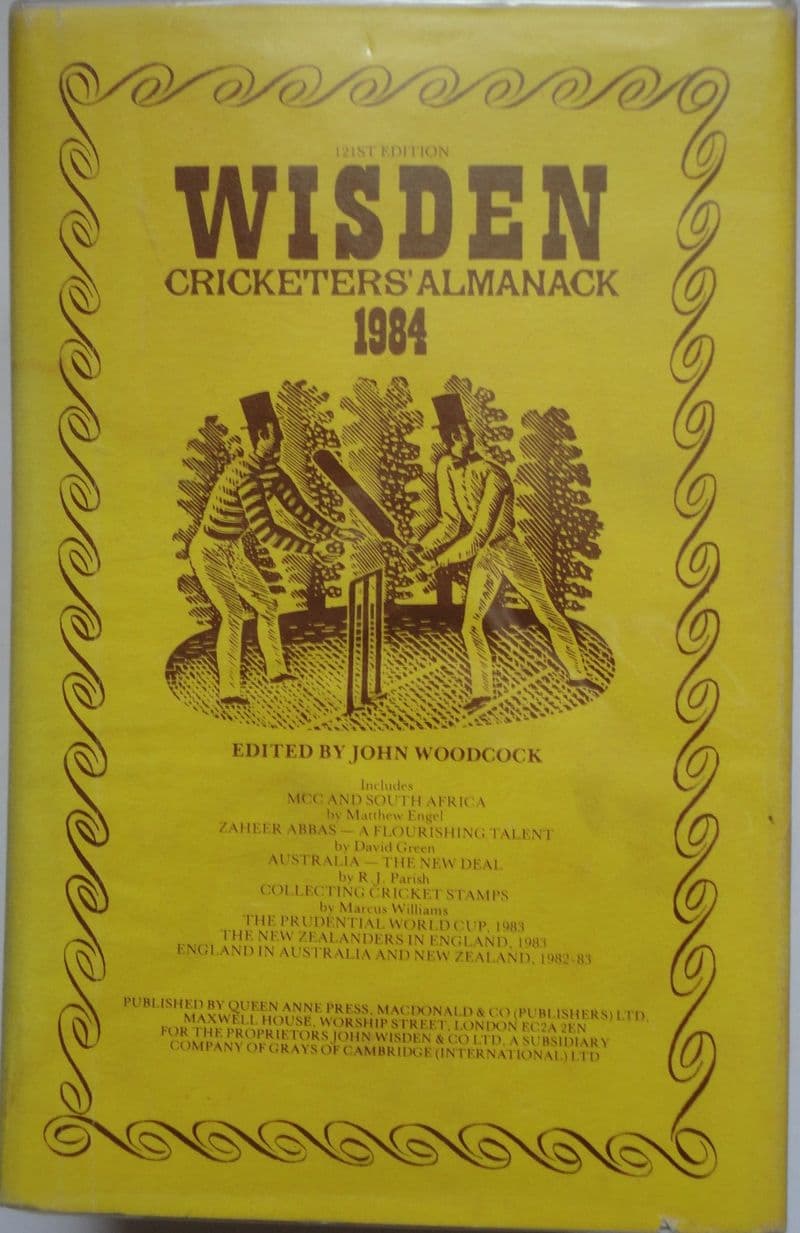 121ST EDITION
WISDEN
CRICKETERS' ALMANACK
1984
EDITED BY JOHN WOODCOCK
Includes
MCC AND SOUTH AFRICA
by Matthew Engel
ZAHEER ABBAS — A FLOURISHING TALENT
by David Green
AUSTRALIA — THE NEW DEAL
by R. J. Parish
COLLECTING CRICKET STAMPS
by Marcus Williams
THE PRUDENTIAL WORLD CUP, 1983
THE NEW ZEALANDERS IN ENGLAND, 1983
ENGLAND IN AUSTRALIA AND NEW ZEALAND, 1982-83
PUBLISHED BY QUEEN ANNE PRESS, MACDONALD & CO (PUBLISHERS) LTD,
MAXWELL HOUSE, WORSHIP STREET, LONDON EC2A 2EN
FOR THE PROPRIETORS JOHN WISDEN & CO LTD, A SUBSIDIARY
COMPANY OF GRAYS OF CAMBRIDGE (INTERNATIONAL) LTD